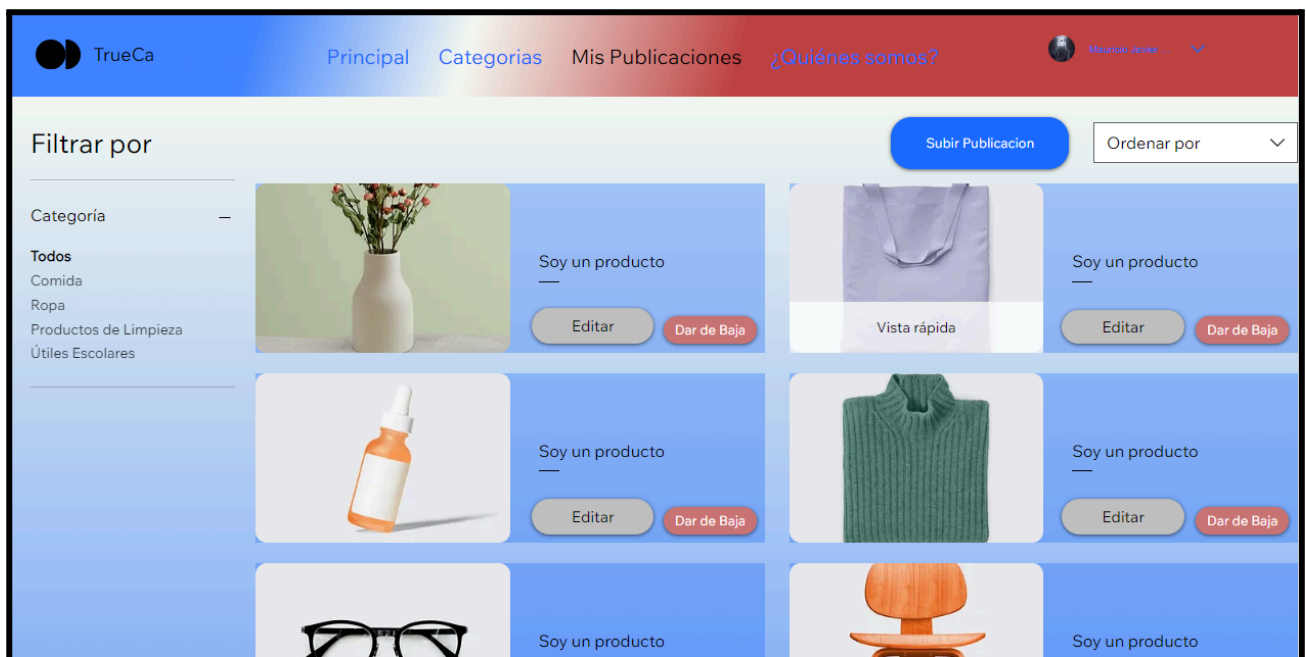 TrueCa
Principal Categorias Mis Publicaciones ¿Quiénes somos?
Filtrar por
Subir Publicacion
Ordenar por
Categoría
Todos
Comida
Ropa
Productos de Limpieza
Útiles Escolares
Soy un producto
Editar
Dar de Baja
Vista rápida
Soy un producto
Editar
Dar de Baja
Soy un producto
Editar
Dar de Baja
Soy un producto
Editar
Dar de Baja
Soy un producto
Soy un producto